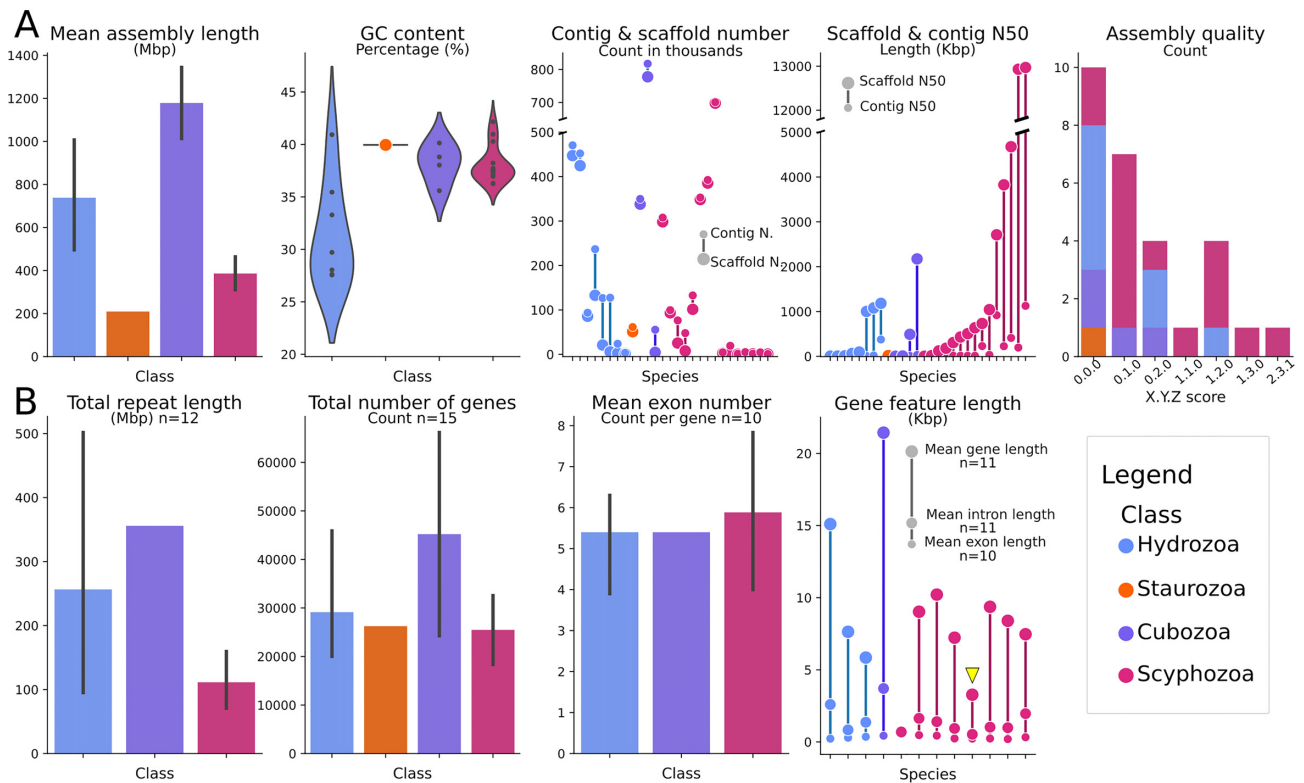 A
Mean assembly length
(Mbp)
1400
1200
1000
800
600
400
200
0
Class
GC content
Percentage (%)
45
40
35
30
25
20
Class
Contig & scaffold number
Count in thousands
800
700
500
400
300
200
100
0
Contig N.
Scaffold N.
Species
Scaffold & contig N50
Length (Kbp)
13000
12000
5000
4000
3000
2000
1000
0
Scaffold N50
Contig N50
Species
Assembly quality
Count
10
8
6
4
2
0
0.0.0
0.1.0
0.2.0
1.1.0
1.2.0
1.3.0
2.3.1
X.Y.Z score
B
Total repeat length
(Mbp) n=12
500
400
300
200
100
0
Class
Total number of genes
Count n=15
60000
50000
40000
30000
20000
10000
0
Class
Mean exon number
Count per gene n=10
8
7
6
5
4
3
2
1
0
Class
Gene feature length
(Kbp)
20
15
10
5
0
Mean gene length
n=11
Mean intron length
n=11
Mean exon length
n=10
Species
Legend
Class
Hydrozoa
Staurozoa
Cubozoa
Scyphozoa